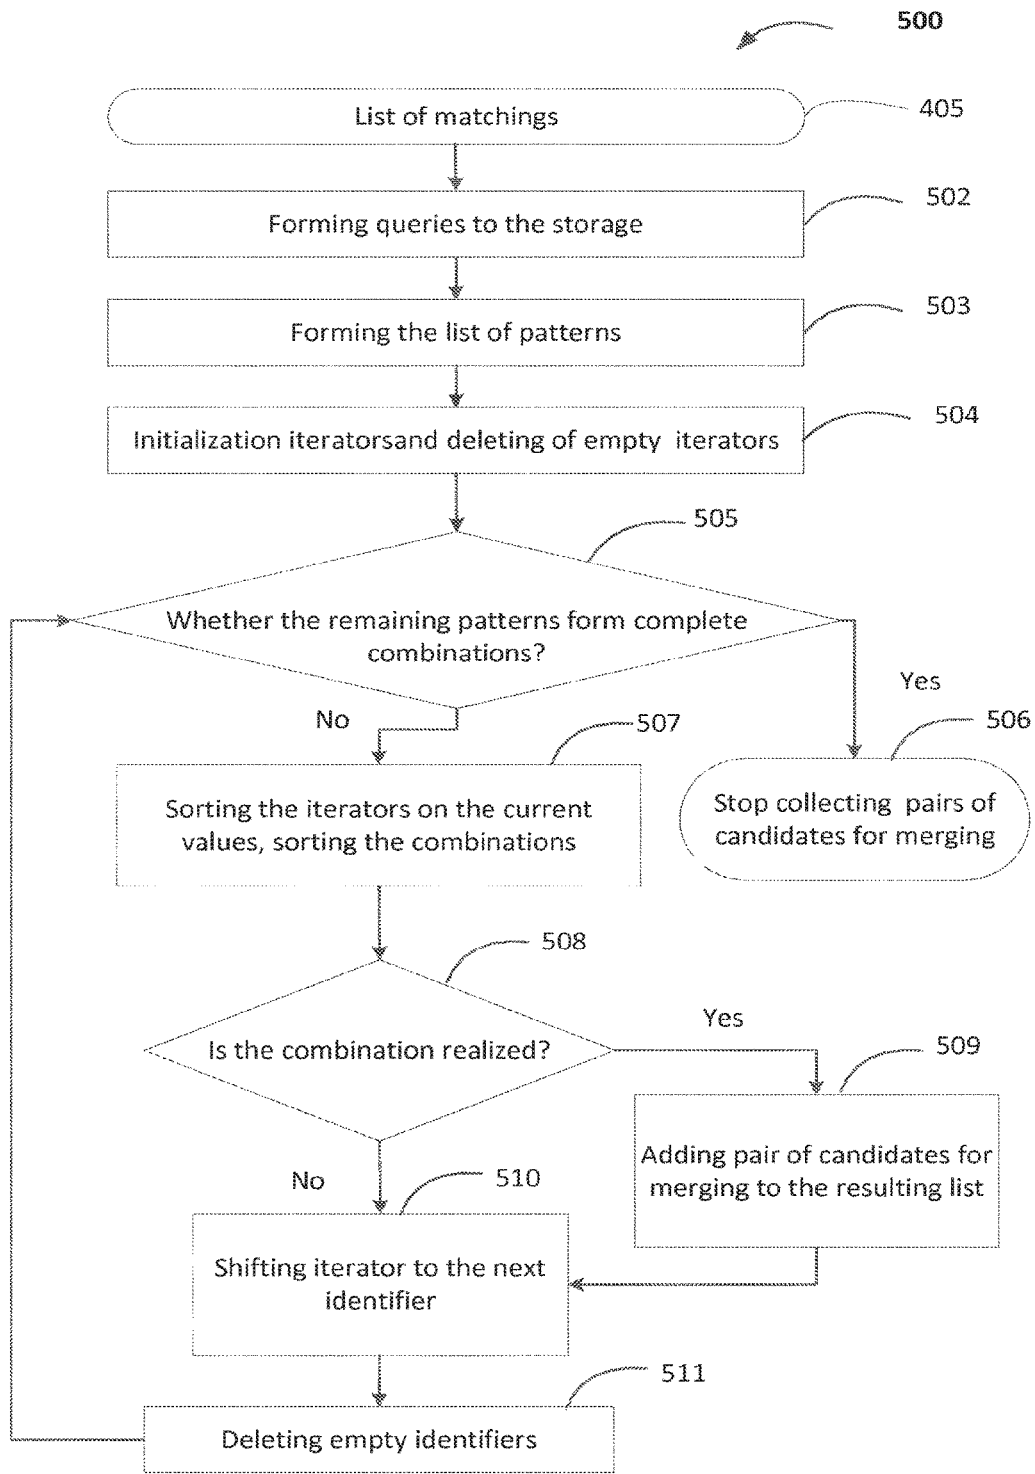 500
List of matchings
405
Forming queries to the storage
502
Forming the list of patterns
503
Initialization iteratorsand deleting of empty iterators
504
505
Whether the remaining patterns form complete
combinations?
Yes
No
506
507
Stop collecting pairs of
candidates for merging
Sorting the iterators on the current
values, sorting the combinations
508
Is the combination realized?
Yes
509
Adding pair of candidates for
merging to the resulting list
No
510
Shifting iterator to the next
identifier
511
Deleting empty identifiers